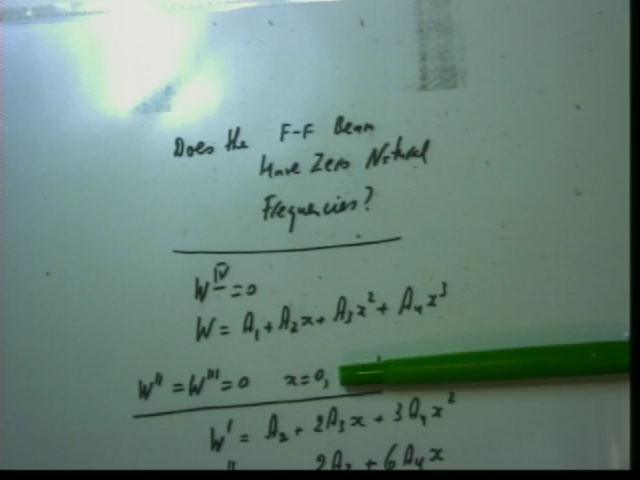 Does the F-F Beam
Have Zero Natural
Frequencies?
W^IV = 0
W = A₁ + A₂x + A₃x² + A₄x³
W'' = W''' = 0 x = 0,
W' = A₂ + 2A₃x + 3A₄x²
2A₃ + 6A₄x